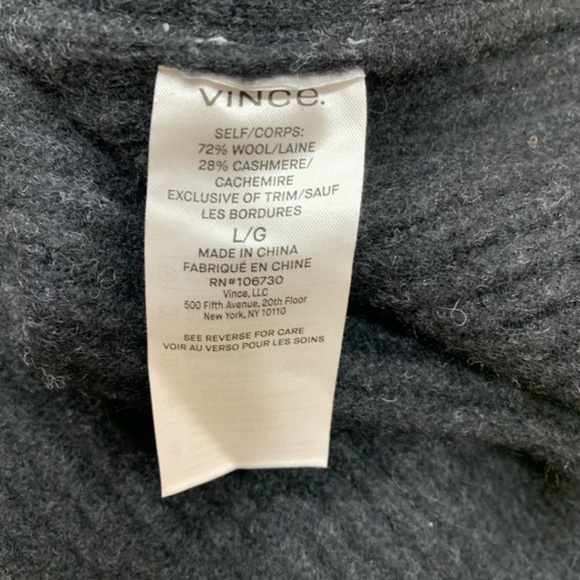 VINCE.
SELF/CORPS:
72% WOOL/LAINE
28% CASHMERE/
CACHEMIRE
EXCLUSIVE OF TRIM/SAUF
LES BORDURES
L/G
MADE IN CHINA
FABRIQUÉ EN CHINE
RN#106730
Vince, LLC
500 Fifth Avenue, 20th Floor
New York, NY 10110
SEE REVERSE FOR CARE
VOIR AU VERSO POUR LES SOINS